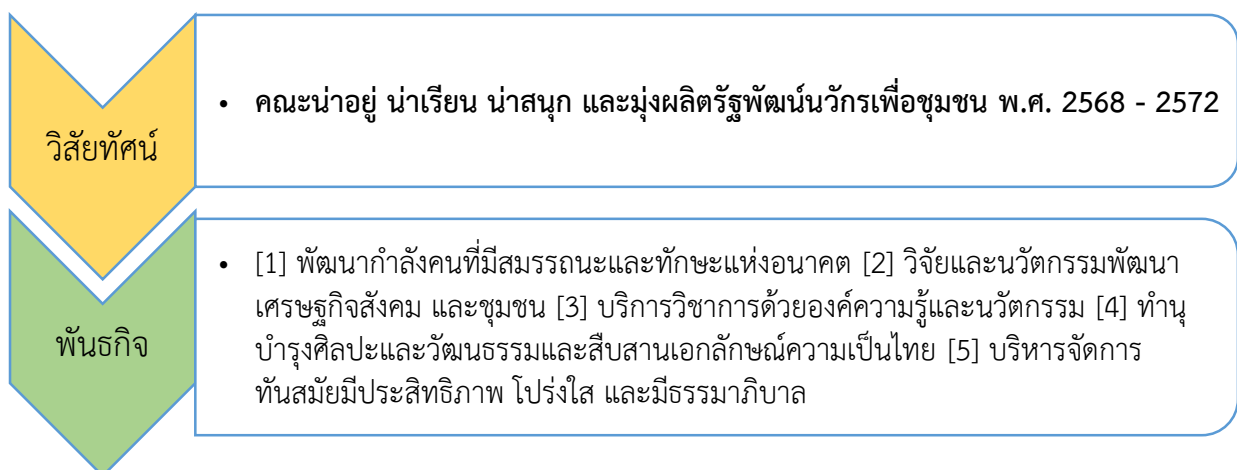 วิสัยทัศน์
• คณะน่าอยู่ น่าเรียน น่าสนุก และมุ่งผลิตรัฐพัฒน์นวักรเพื่อชุมชน พ.ศ. 2568 - 2572
พันธกิจ
• [1] พัฒนากำลังคนที่มีสมรรถนะและทักษะแห่งอนาคต [2] วิจัยและนวัตกรรมพัฒนา
เศรษฐกิจสังคม และชุมชน [3] บริการวิชาการด้วยองค์ความรู้และนวัตกรรม [4] ทำนุ
บำรุงศิลปะและวัฒนธรรมและสืบสานเอกลักษณ์ความเป็นไทย [5] บริหารจัดการ
ทันสมัยมีประสิทธิภาพ โปร่งใส และมีธรรมาภิบาล